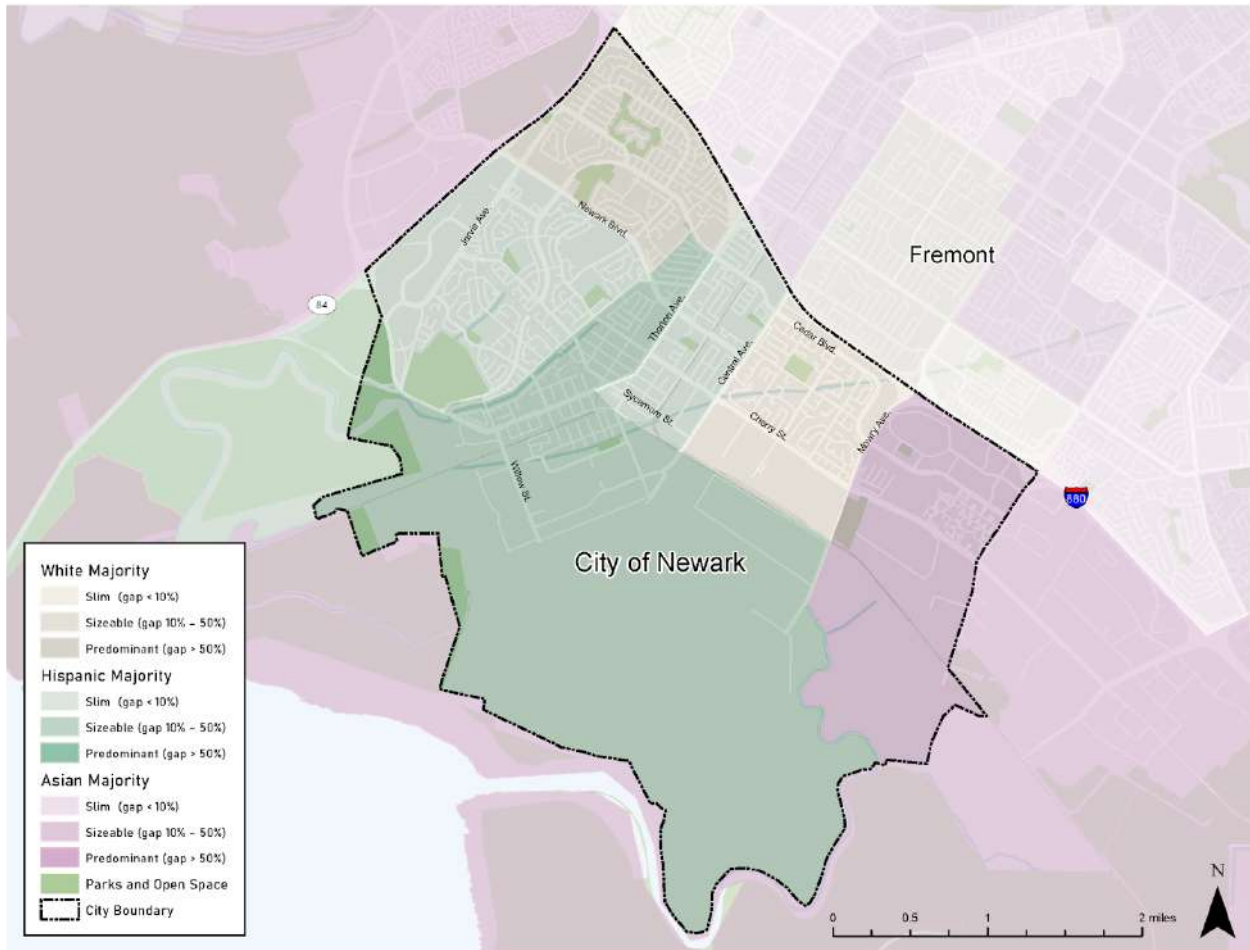 Fremont
Jarvis Ave.
Newark Blvd.
84
Thorton Ave.
Cedar Blvd.
Central Ave.
Sycamore St.
Cherry St.
Mowry Ave.
Willow St.
880
City of Newark
White Majority
Slim (gap < 10%)
Sizeable (gap 10% – 50%)
Predominant (gap > 50%)
Hispanic Majority
Slim (gap < 10%)
Sizeable (gap 10% – 50%)
Predominant (gap > 50%)
Asian Majority
Slim (gap < 10%)
Sizeable (gap 10% – 50%)
Predominant (gap > 50%)
Parks and Open Space
City Boundary
N
0 0.5 1 2 miles